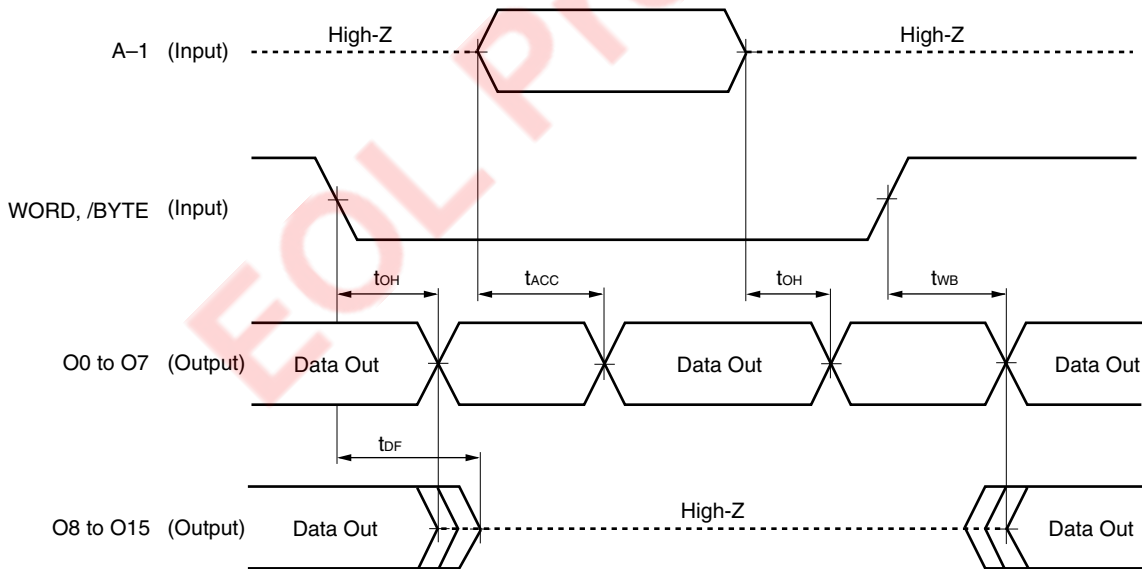 A–1 (Input)
High-Z
High-Z
WORD, /BYTE (Input)
tOH
tACC
tOH
tWB
O0 to O7 (Output)
Data Out
Data Out
Data Out
tDF
O8 to O15 (Output)
Data Out
High-Z
Data Out
EOL Pr